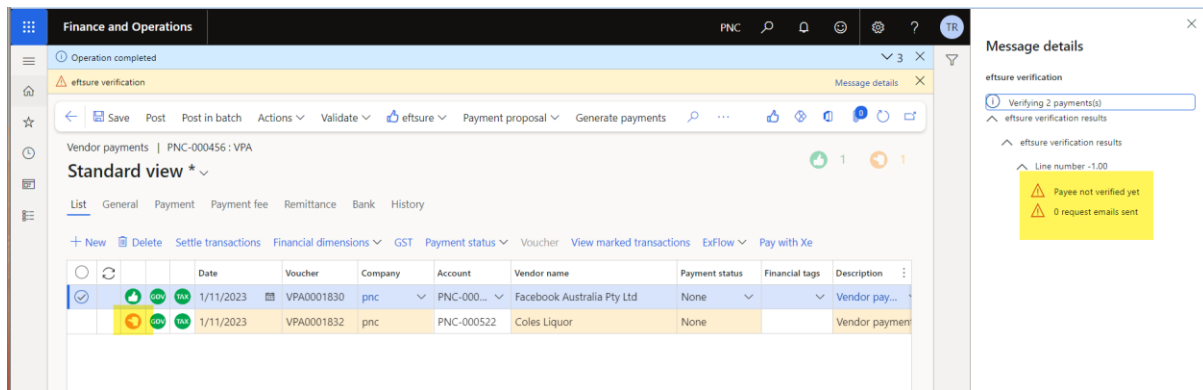 Finance and Operations
PNC
?
TR
Operation completed
3
eftsure verification
Message details
Save Post Post in batch Actions Validate eftsure Payment proposal Generate payments ...
0
Vendor payments | PNC-000456 : VPA
1 1
Standard view *
List General Payment Payment fee Remittance Bank History
+ New Delete Settle transactions Financial dimensions GST Payment status Voucher View marked transactions ExFlow Pay with Xe
Date Voucher Company Account Vendor name Payment status Financial tags Description
GOV TAX 1/11/2023 VPA0001830 pnc PNC-000... Facebook Australia Pty Ltd None Vendor pay...
GOV TAX 1/11/2023 VPA0001832 pnc PNC-000522 Coles Liquor None Vendor paymen
Message details
eftsure verification
Verifying 2 payments(s)
eftsure verification results
eftsure verification results
Line number -1.00
Payee not verified yet
0 request emails sent